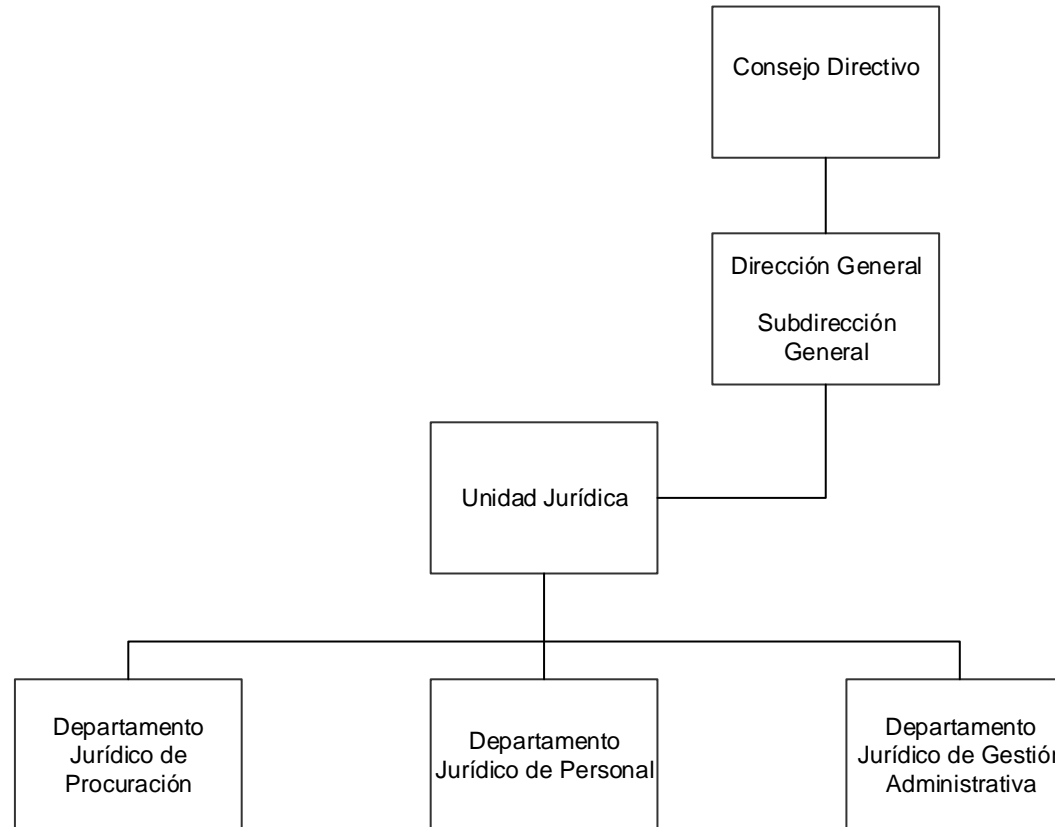 Consejo Directivo
Dirección General
Subdirección
General
Unidad Jurídica
Departamento
Jurídico de
Procuración
Departamento
Jurídico de Personal
Departamento
Jurídico de Gestión
Administrativa